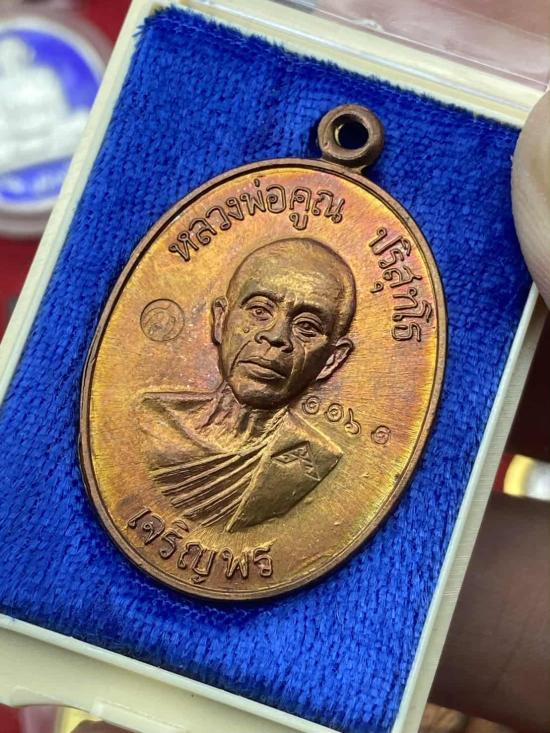 หลวงพ่อคูณ ปริสุทฺโธ
๑๑๖๑
เจริญพร